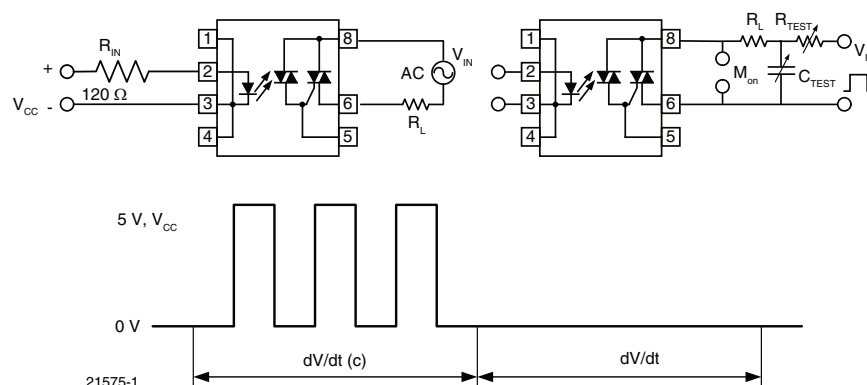 R_IN
+
120 Ω
V_CC -
1
2
3
4
8
6
5
AC
V_IN
R_L
1
2
3
4
8
6
5
R_L
R_TEST
M_on
C_TEST
5 V, V_CC
0 V
dV/dt (c)
dV/dt
21575-1